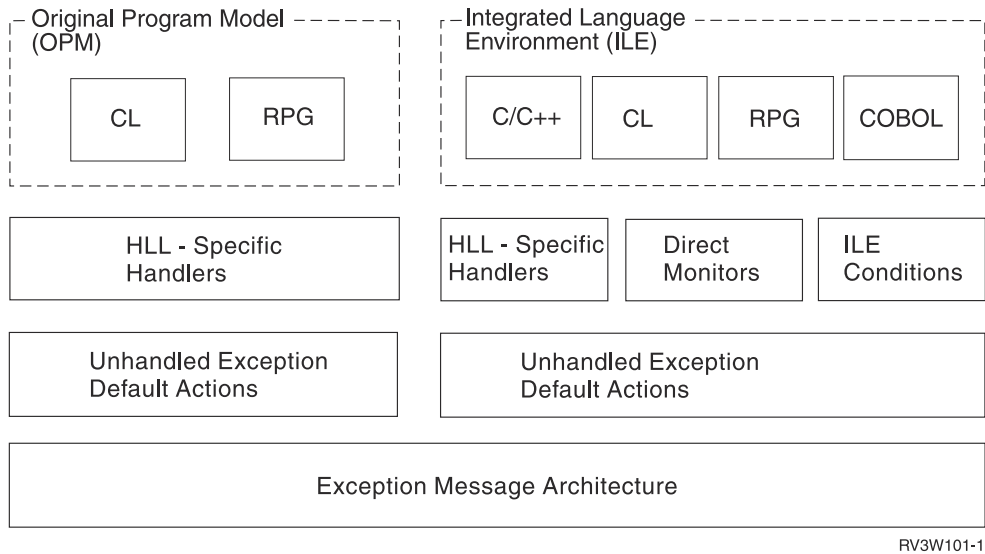 Original Program Model
(OPM)
CL
RPG
Integrated Language
Environment (ILE)
C/C++
CL
RPG
COBOL
HLL - Specific
Handlers
HLL - Specific
Handlers
Direct
Monitors
ILE
Conditions
Unhandled Exception
Default Actions
Unhandled Exception
Default Actions
Exception Message Architecture
RV3W101-1